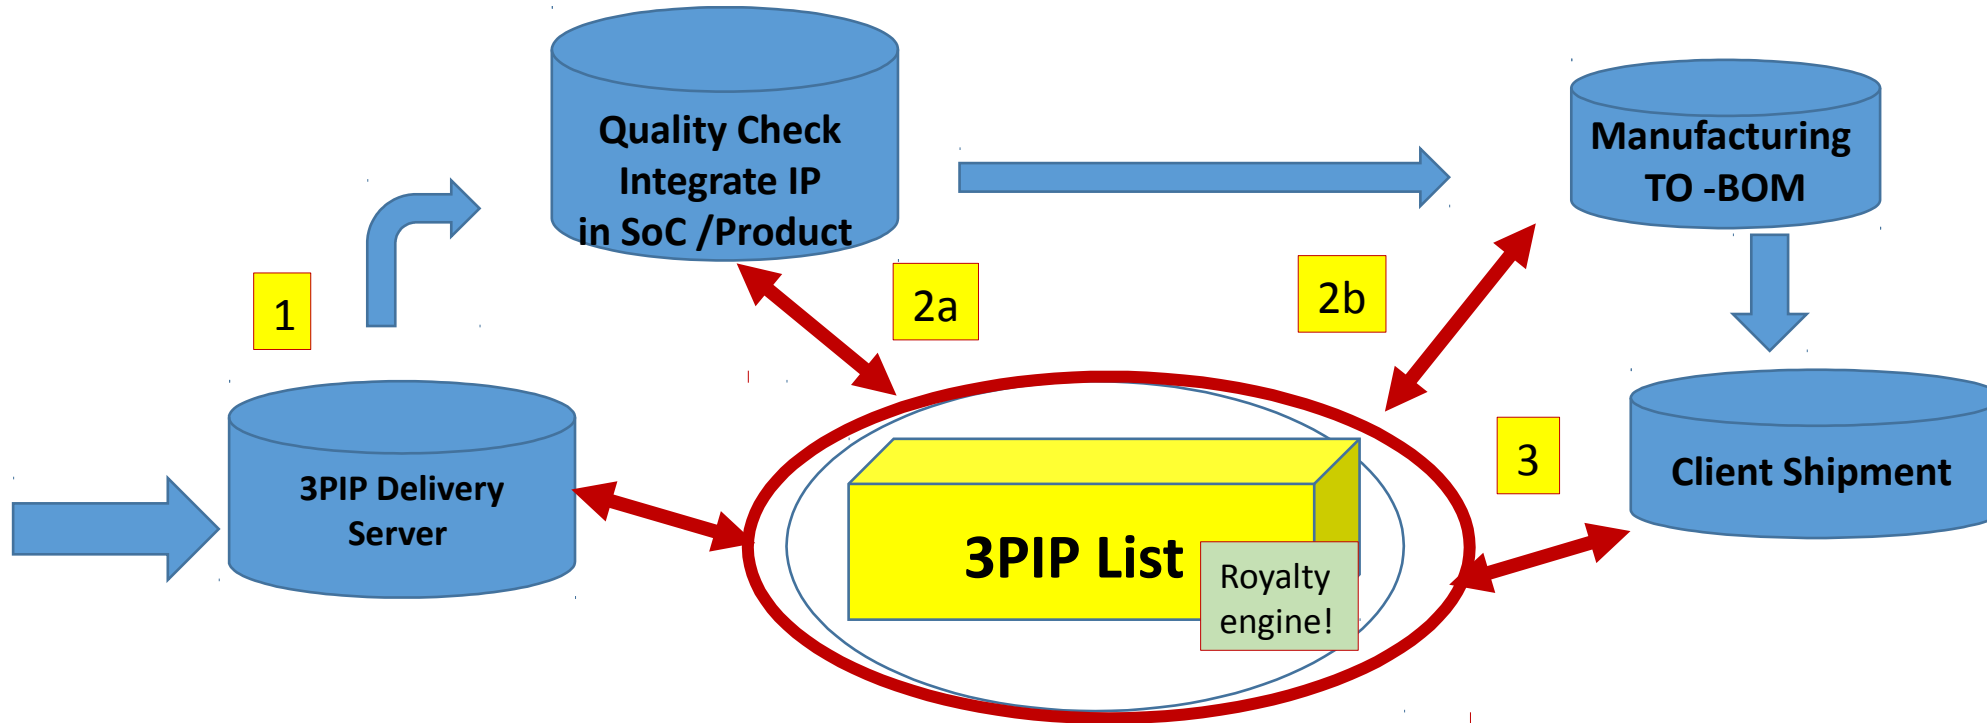 Quality Check
Integrate IP
in SoC /Product
Manufacturing
TO -BOM
1
2a
2b
3PIP Delivery
Server
3
Client Shipment
3PIP List
Royalty
engine!